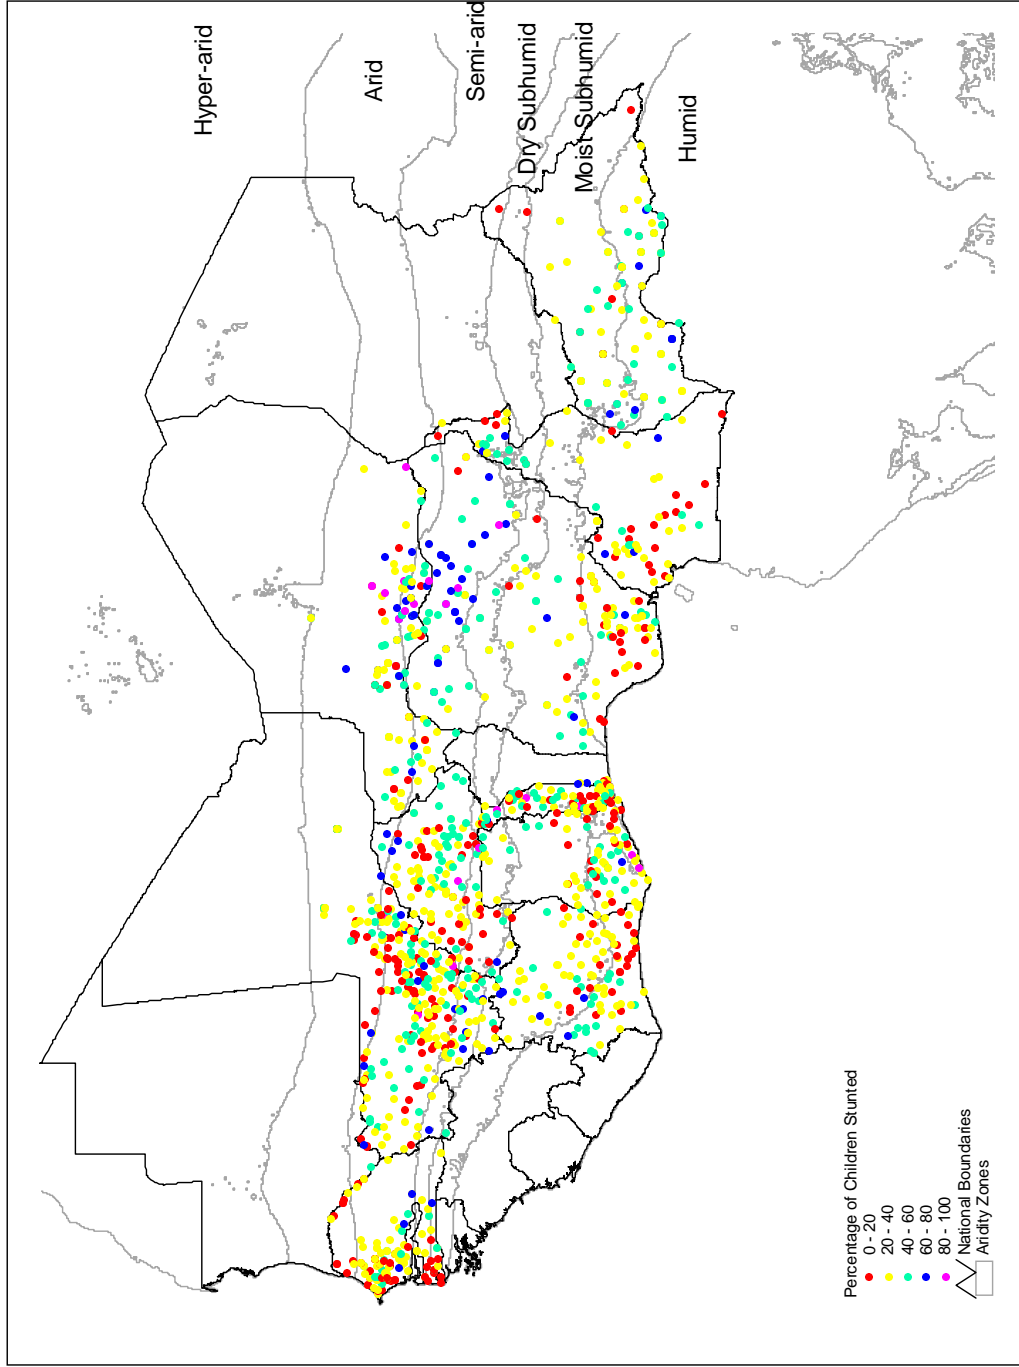 Hyper-arid
Arid
Semi-arid
Dry Subhumid
Moist Subhumid
Humid
Percentage of Children Stunted
0 - 20
20 - 40
40 - 60
60 - 80
80 - 100
National Boundaries
Aridity Zones